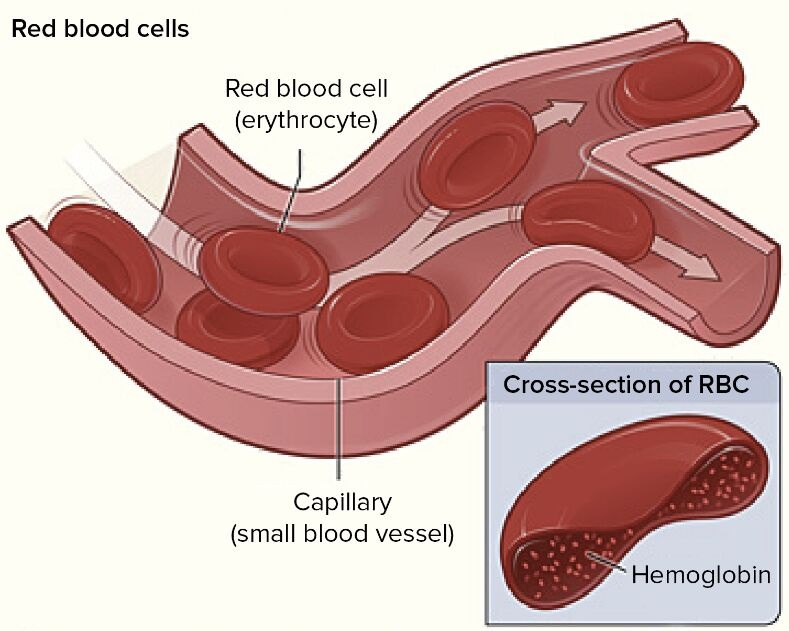 Red blood cells
Red blood cell
(erythrocyte)
Capillary
(small blood vessel)
Cross-section of RBC
Hemoglobin